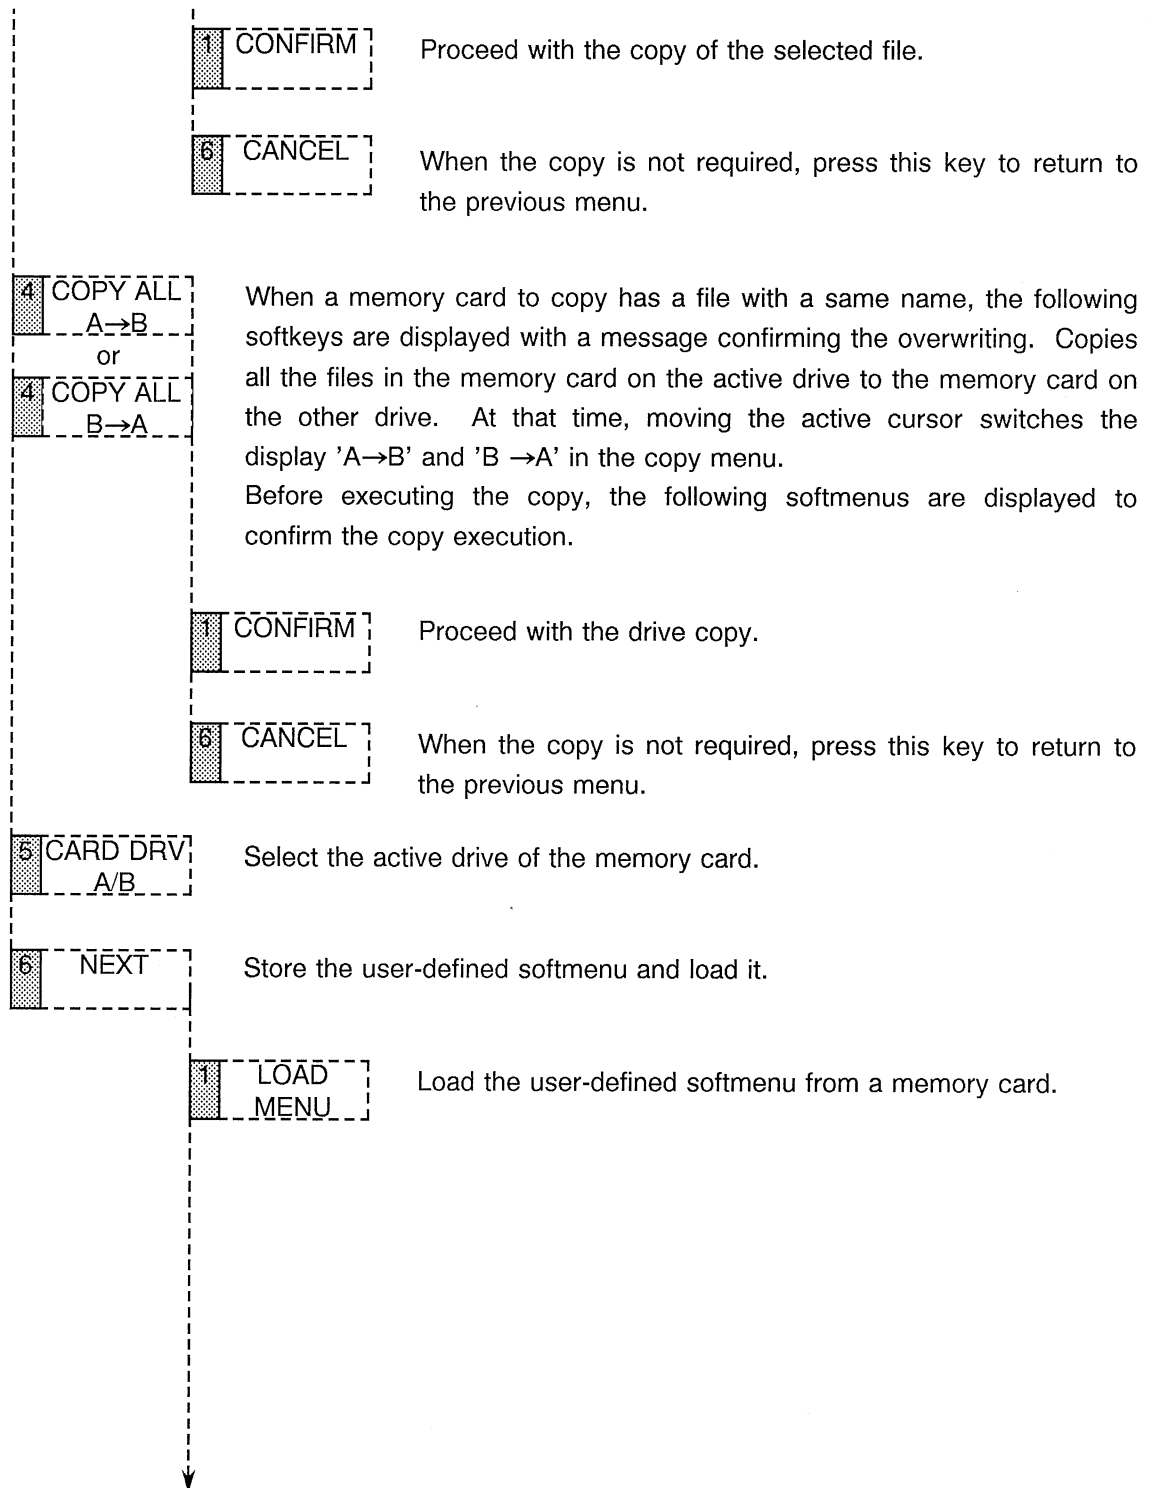 1 CONFIRM
Proceed with the copy of the selected file.
6 CANCEL
When the copy is not required, press this key to return to
the previous menu.
4 COPY ALL
A→B
or
4 COPY ALL
B→A
When a memory card to copy has a file with a same name, the following
softkeys are displayed with a message confirming the overwriting. Copies
all the files in the memory card on the active drive to the memory card on
the other drive. At that time, moving the active cursor switches the
display 'A→B' and 'B →A' in the copy menu.
Before executing the copy, the following softmenus are displayed to
confirm the copy execution.
1 CONFIRM
Proceed with the drive copy.
6 CANCEL
When the copy is not required, press this key to return to
the previous menu.
5 CARD DRV
A/B
Select the active drive of the memory card.
6 NEXT
Store the user-defined softmenu and load it.
1 LOAD
MENU
Load the user-defined softmenu from a memory card.